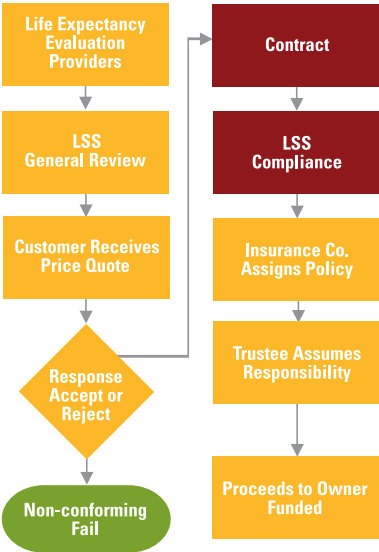 Life Expectancy
Evaluation
Providers
LSS
General Review
Customer Receives
Price Quote
Response
Accept or
Reject
Non-conforming
Fail
Contract
LSS
Compliance
Insurance Co.
Assigns Policy
Trustee Assumes
Responsibility
Proceeds to Owner
Funded